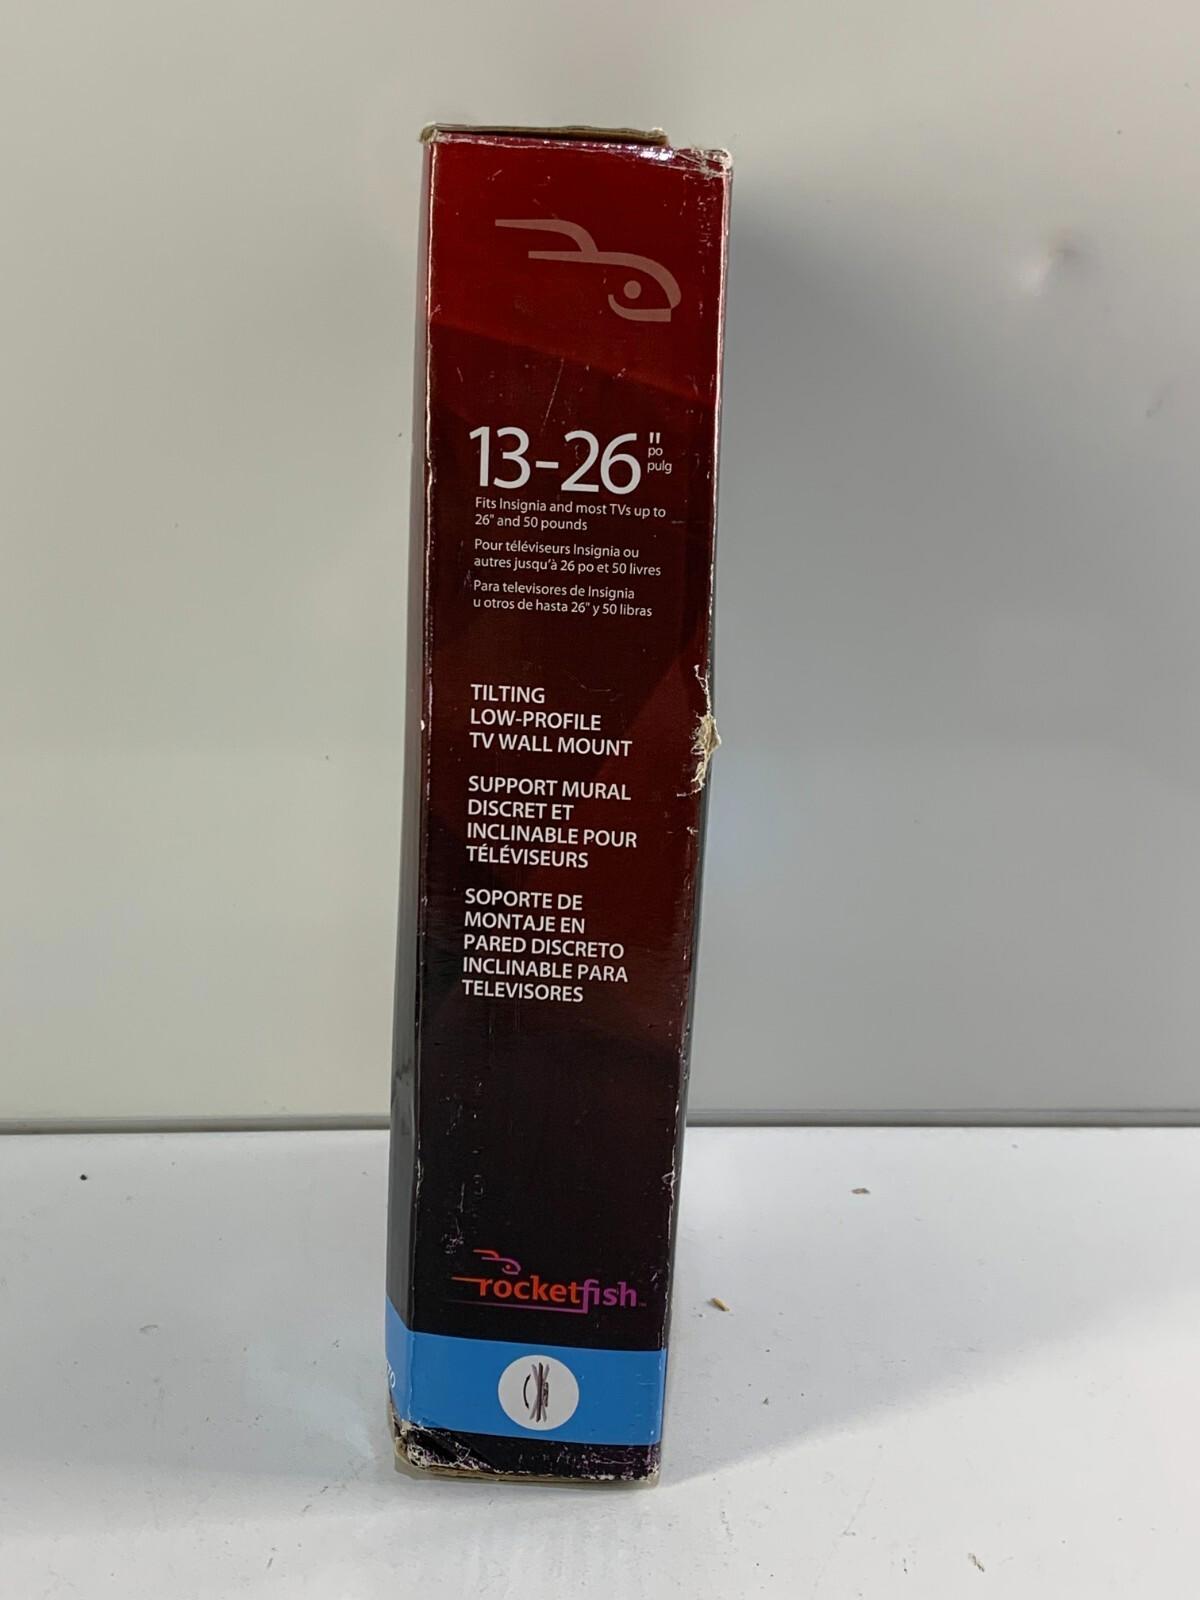 13-26"
po
pulg
Fits Insignia and most TVs up to
26" and 50 pounds
Pour téléviseurs Insignia ou
autres jusqu'à 26 po et 50 livres
Para televisores de Insignia
u otros de hasta 26" y 50 libras
TILTING
LOW-PROFILE
TV WALL MOUNT
SUPPORT MURAL
DISCRET ET
INCLINABLE POUR
TÉLÉVISEURS
SOPORTE DE
MONTAJE EN
PARED DISCRETO
INCLINABLE PARA
TELEVISORES
rocketfish